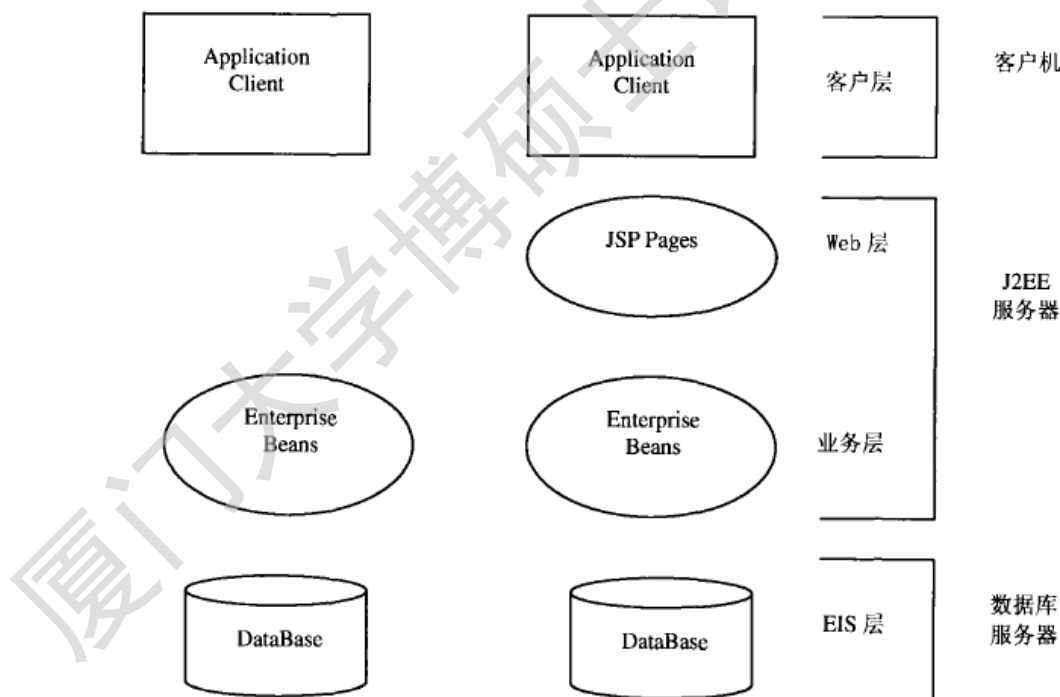 Application
Client
Application
Client
客户层
客户机
JSP Pages
Web 层
J2EE
服务器
Enterprise
Beans
Enterprise
Beans
业务层
DataBase
DataBase
EIS 层
数据库
服务器
厦门大学博硕士